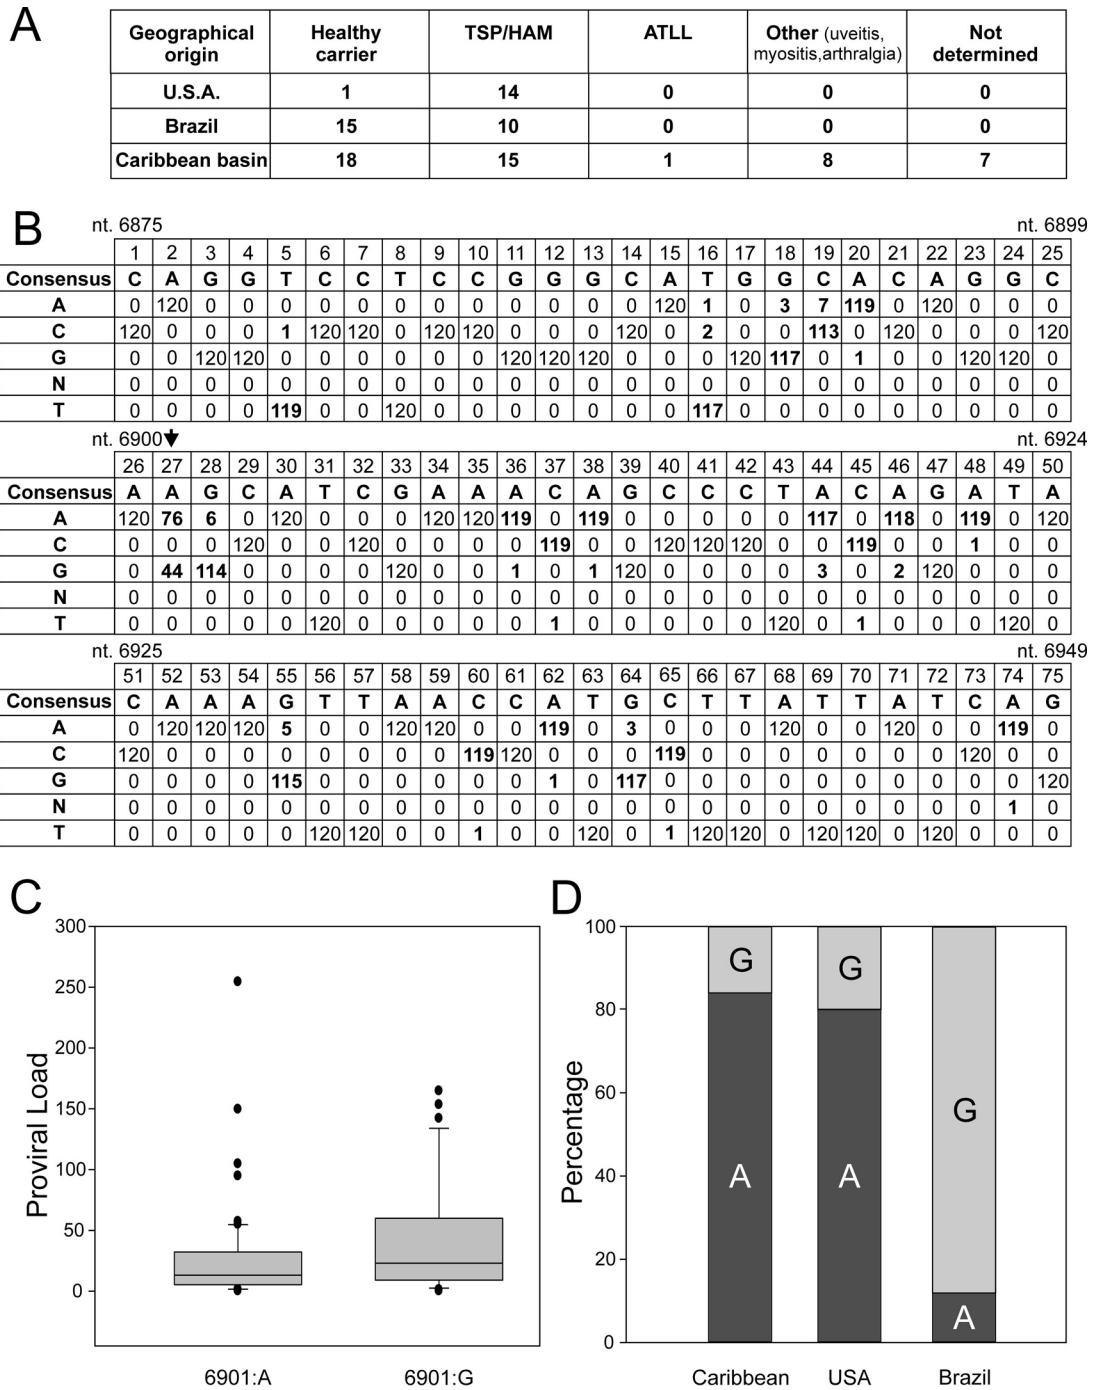 A
Geographical origin Healthy carrier TSP/HAM ATLL Other (uveitis, myositis,arthralgia) Not determined
U.S.A. 1 14 0 0 0
Brazil 15 10 0 0 0
Caribbean basin 18 15 1 8 7
B
nt. 6875 nt. 6899
1 2 3 4 5 6 7 8 9 10 11 12 13 14 15 16 17 18 19 20 21 22 23 24 25
Consensus C A G G T C C T C C G G G C A T G G C A C A G G C
A 0 120 0 0 0 0 0 0 0 0 0 0 0 0 120 1 0 3 7 119 0 120 0 0 0
C 120 0 0 0 1 120 120 0 120 120 0 0 0 120 0 2 0 0 113 0 120 0 0 0 120
G 0 0 120 120 0 0 0 0 0 0 120 120 120 0 0 0 120 117 0 1 0 0 120 120 0
N 0 0 0 0 0 0 0 0 0 0 0 0 0 0 0 0 0 0 0 0 0 0 0 0 0
T 0 0 0 0 119 0 0 120 0 0 0 0 0 0 0 117 0 0 0 0 0 0 0 0 0
nt. 6900 nt. 6924
26 27 28 29 30 31 32 33 34 35 36 37 38 39 40 41 42 43 44 45 46 47 48 49 50
Consensus A A G C A T C G A A A C A G C C C T A C A G A T A
A 120 76 6 0 120 0 0 0 120 120 119 0 119 0 0 0 0 0 117 0 118 0 119 0 120
C 0 0 0 120 0 0 120 0 0 0 0 119 0 0 120 120 120 0 0 119 0 0 1 0 0
G 0 44 114 0 0 0 0 120 0 0 1 0 1 120 0 0 0 0 3 0 2 120 0 0 0
N 0 0 0 0 0 0 0 0 0 0 0 0 0 0 0 0 0 0 0 0 0 0 0 0 0
T 0 0 0 0 0 120 0 0 0 0 0 1 0 0 0 0 0 120 0 1 0 0 0 120 0
nt. 6925 nt. 6949
51 52 53 54 55 56 57 58 59 60 61 62 63 64 65 66 67 68 69 70 71 72 73 74 75
Consensus C A A A G T T A A C C A T G C T T A T T A T C A G
A 0 120 120 120 5 0 0 120 120 0 0 119 0 3 0 0 0 120 0 0 120 0 0 119 0
C 120 0 0 0 0 0 0 0 0 119 120 0 0 0 119 0 0 0 0 0 0 0 120 0 0
G 0 0 0 0 115 0 0 0 0 0 0 1 0 117 0 0 0 0 0 0 0 0 0 0 120
N 0 0 0 0 0 0 0 0 0 0 0 0 0 0 0 0 0 0 0 0 0 0 0 1 0
T 0 0 0 0 0 120 120 0 0 1 0 0 120 0 1 120 120 0 120 120 0 120 0 0 0
C
Proviral Load
300
250
200
150
100
50
0
6901:A 6901:G
D
Percentage
100
80
60
40
20
0
G G G
A A A
Caribbean USA Brazil